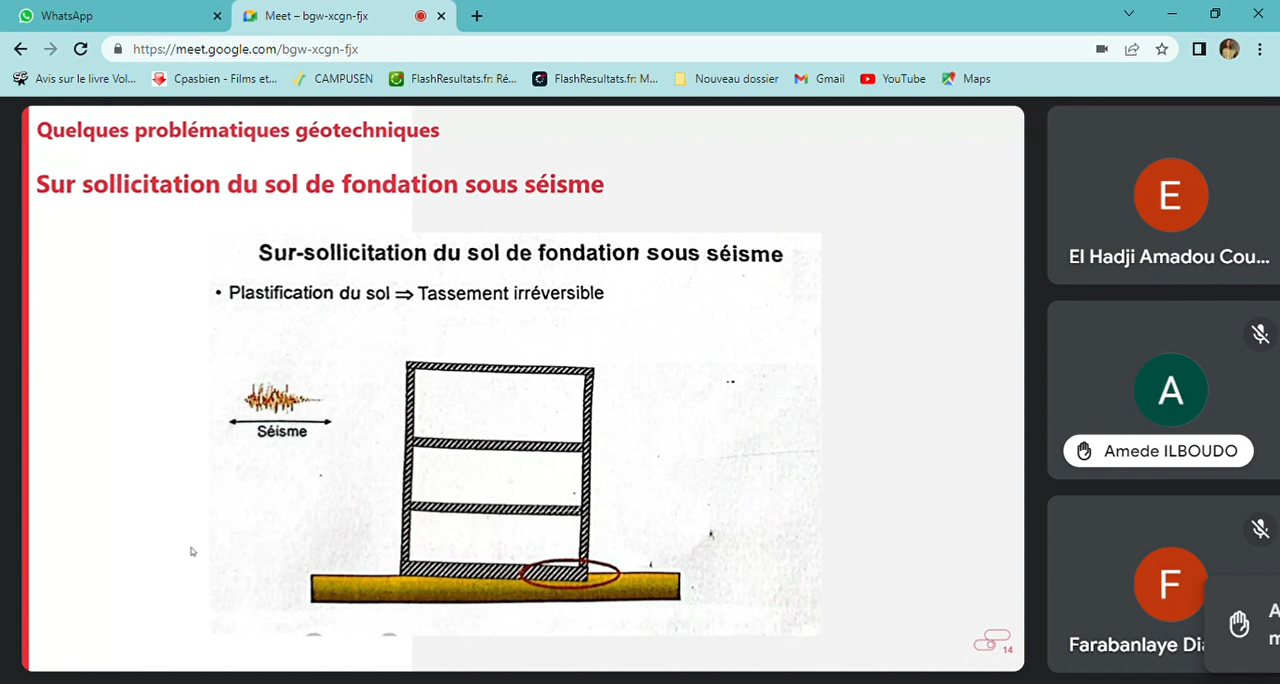 WhatsApp
Meet – bgw-xcgn-fjx
https://meet.google.com/bgw-xcgn-fjx
Avis sur le livre Vol...
Cpasbien - Films et...
CAMPUSEN
FlashResultats.fr: Ré...
FlashResultats.fr: M...
Nouveau dossier
Gmail
YouTube
Maps
Quelques problématiques géotechniques
Sur sollicitation du sol de fondation sous séisme
Sur-sollicitation du sol de fondation sous séisme
• Plastification du sol ⇒ Tassement irréversible
Séisme
14
E
El Hadji Amadou Cou...
A
Amede ILBOUDO
F
Farabanlaye Dia